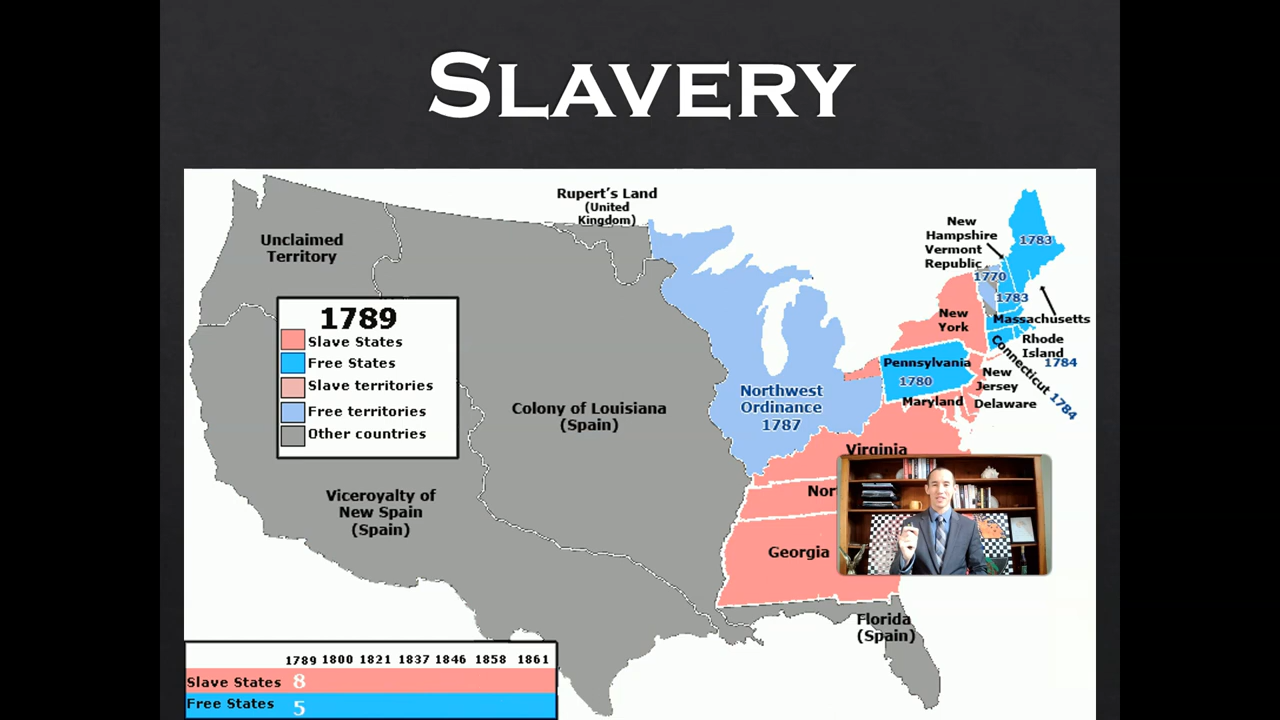 SLAVERY
Rupert's Land
(United
Kingdom)
Unclaimed
Territory
New
Hampshire
Vermont
Republic
1783
1770
1783
1789
Slave States
Free States
Slave territories
Free territories
Other countries
Massachusetts
New
York
Rhode
Island
1784
Connecticut 1784
Pennsylvania
1780
New
Jersey
Maryland
Delaware
Northwest
Ordinance
1787
Colony of Louisiana
(Spain)
Virginia
Nor
Viceroyalty of
New Spain
(Spain)
Georgia
Florida
(Spain)
1789 1800 1821 1837 1846 1858 1861
Slave States 8
Free States 5